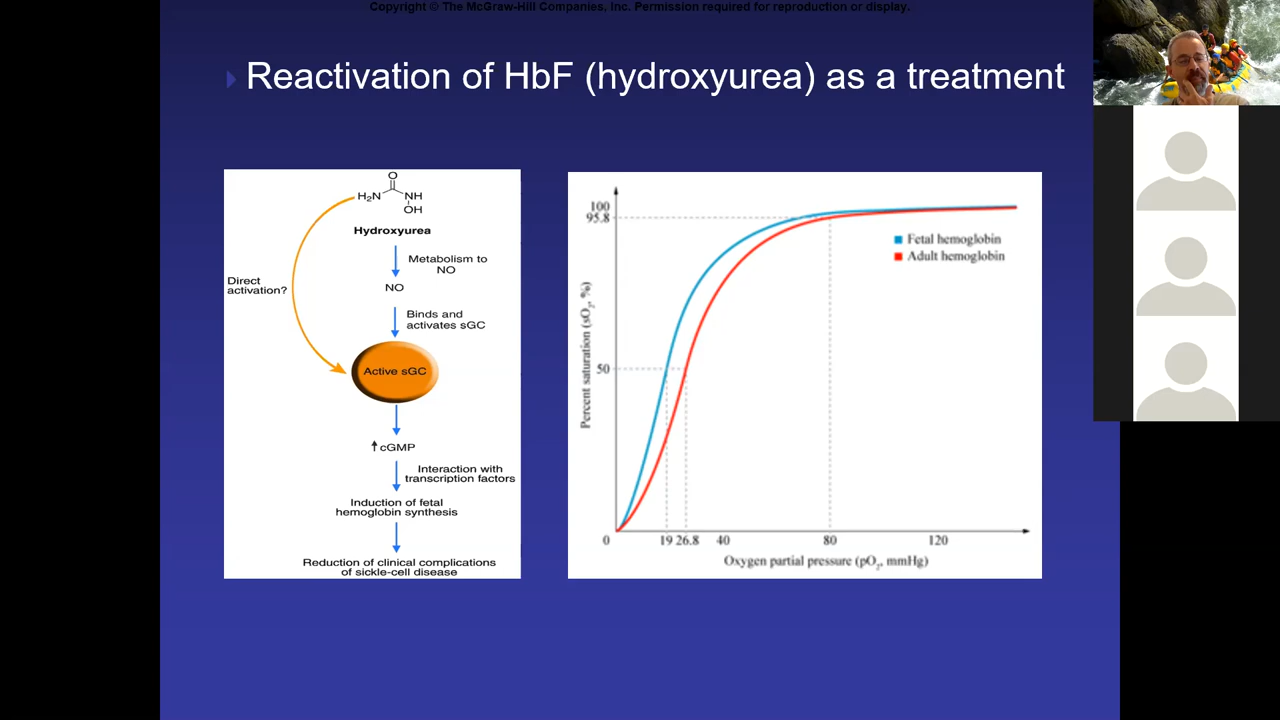 Copyright © The McGraw-Hill Companies, Inc. Permission required for reproduction or display.
Reactivation of HbF (hydroxyurea) as a treatment
O
H₂N
NH
OH
Hydroxyurea
Metabolism to
NO
NO
Direct
activation?
Binds and
activates sGC
Active sGC
↑cGMP
Interaction with
transcription factors
Induction of fetal
hemoglobin synthesis
Reduction of clinical complications
of sickle-cell disease
100
95.8
Fetal hemoglobin
Adult hemoglobin
Percent saturation (sO₂, %)
50
0
19 26.8 40 80 120
Oxygen partial pressure (pO₂, mmHg)